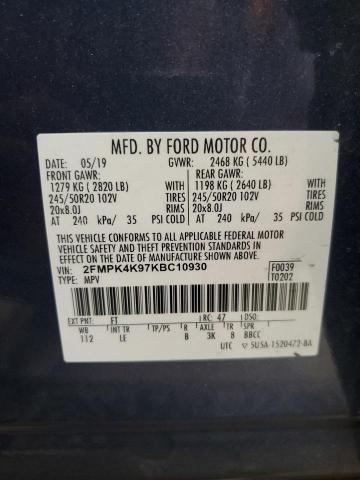 MFD. BY FORD MOTOR CO.
DATE: 05/19 GVWR: 2468 KG (5440 LB)
FRONT GAWR: REAR GAWR:
1279 KG (2820 LB) 1198 KG (2640 LB)
245/50R20 102V TIRES 245/50R20 102V TIRES
20x8.0J RIMS 20x8.0J RIMS
AT 240 kPa/ 35 PSI COLD AT 240 kPa/ 35 PSI COLD
THIS VEHICLE CONFORMS TO ALL APPLICABLE FEDERAL MOTOR
VEHICLE SAFETY, BUMPER, AND THEFT PREVENTION STANDARDS IN
EFFECT ON THE DATE OF MANUFACTURE SHOWN ABOVE.
VIN: 2FMPK4K97KBC10930
TYPE: MPV
F0039
T0202
EXT PNT: FT RC: 47 DSO:
WB INT TR TP/PS R AXLE TR SPR
112 LE B 3K 8 BBCC
UTC 5U5A-1520472-BA